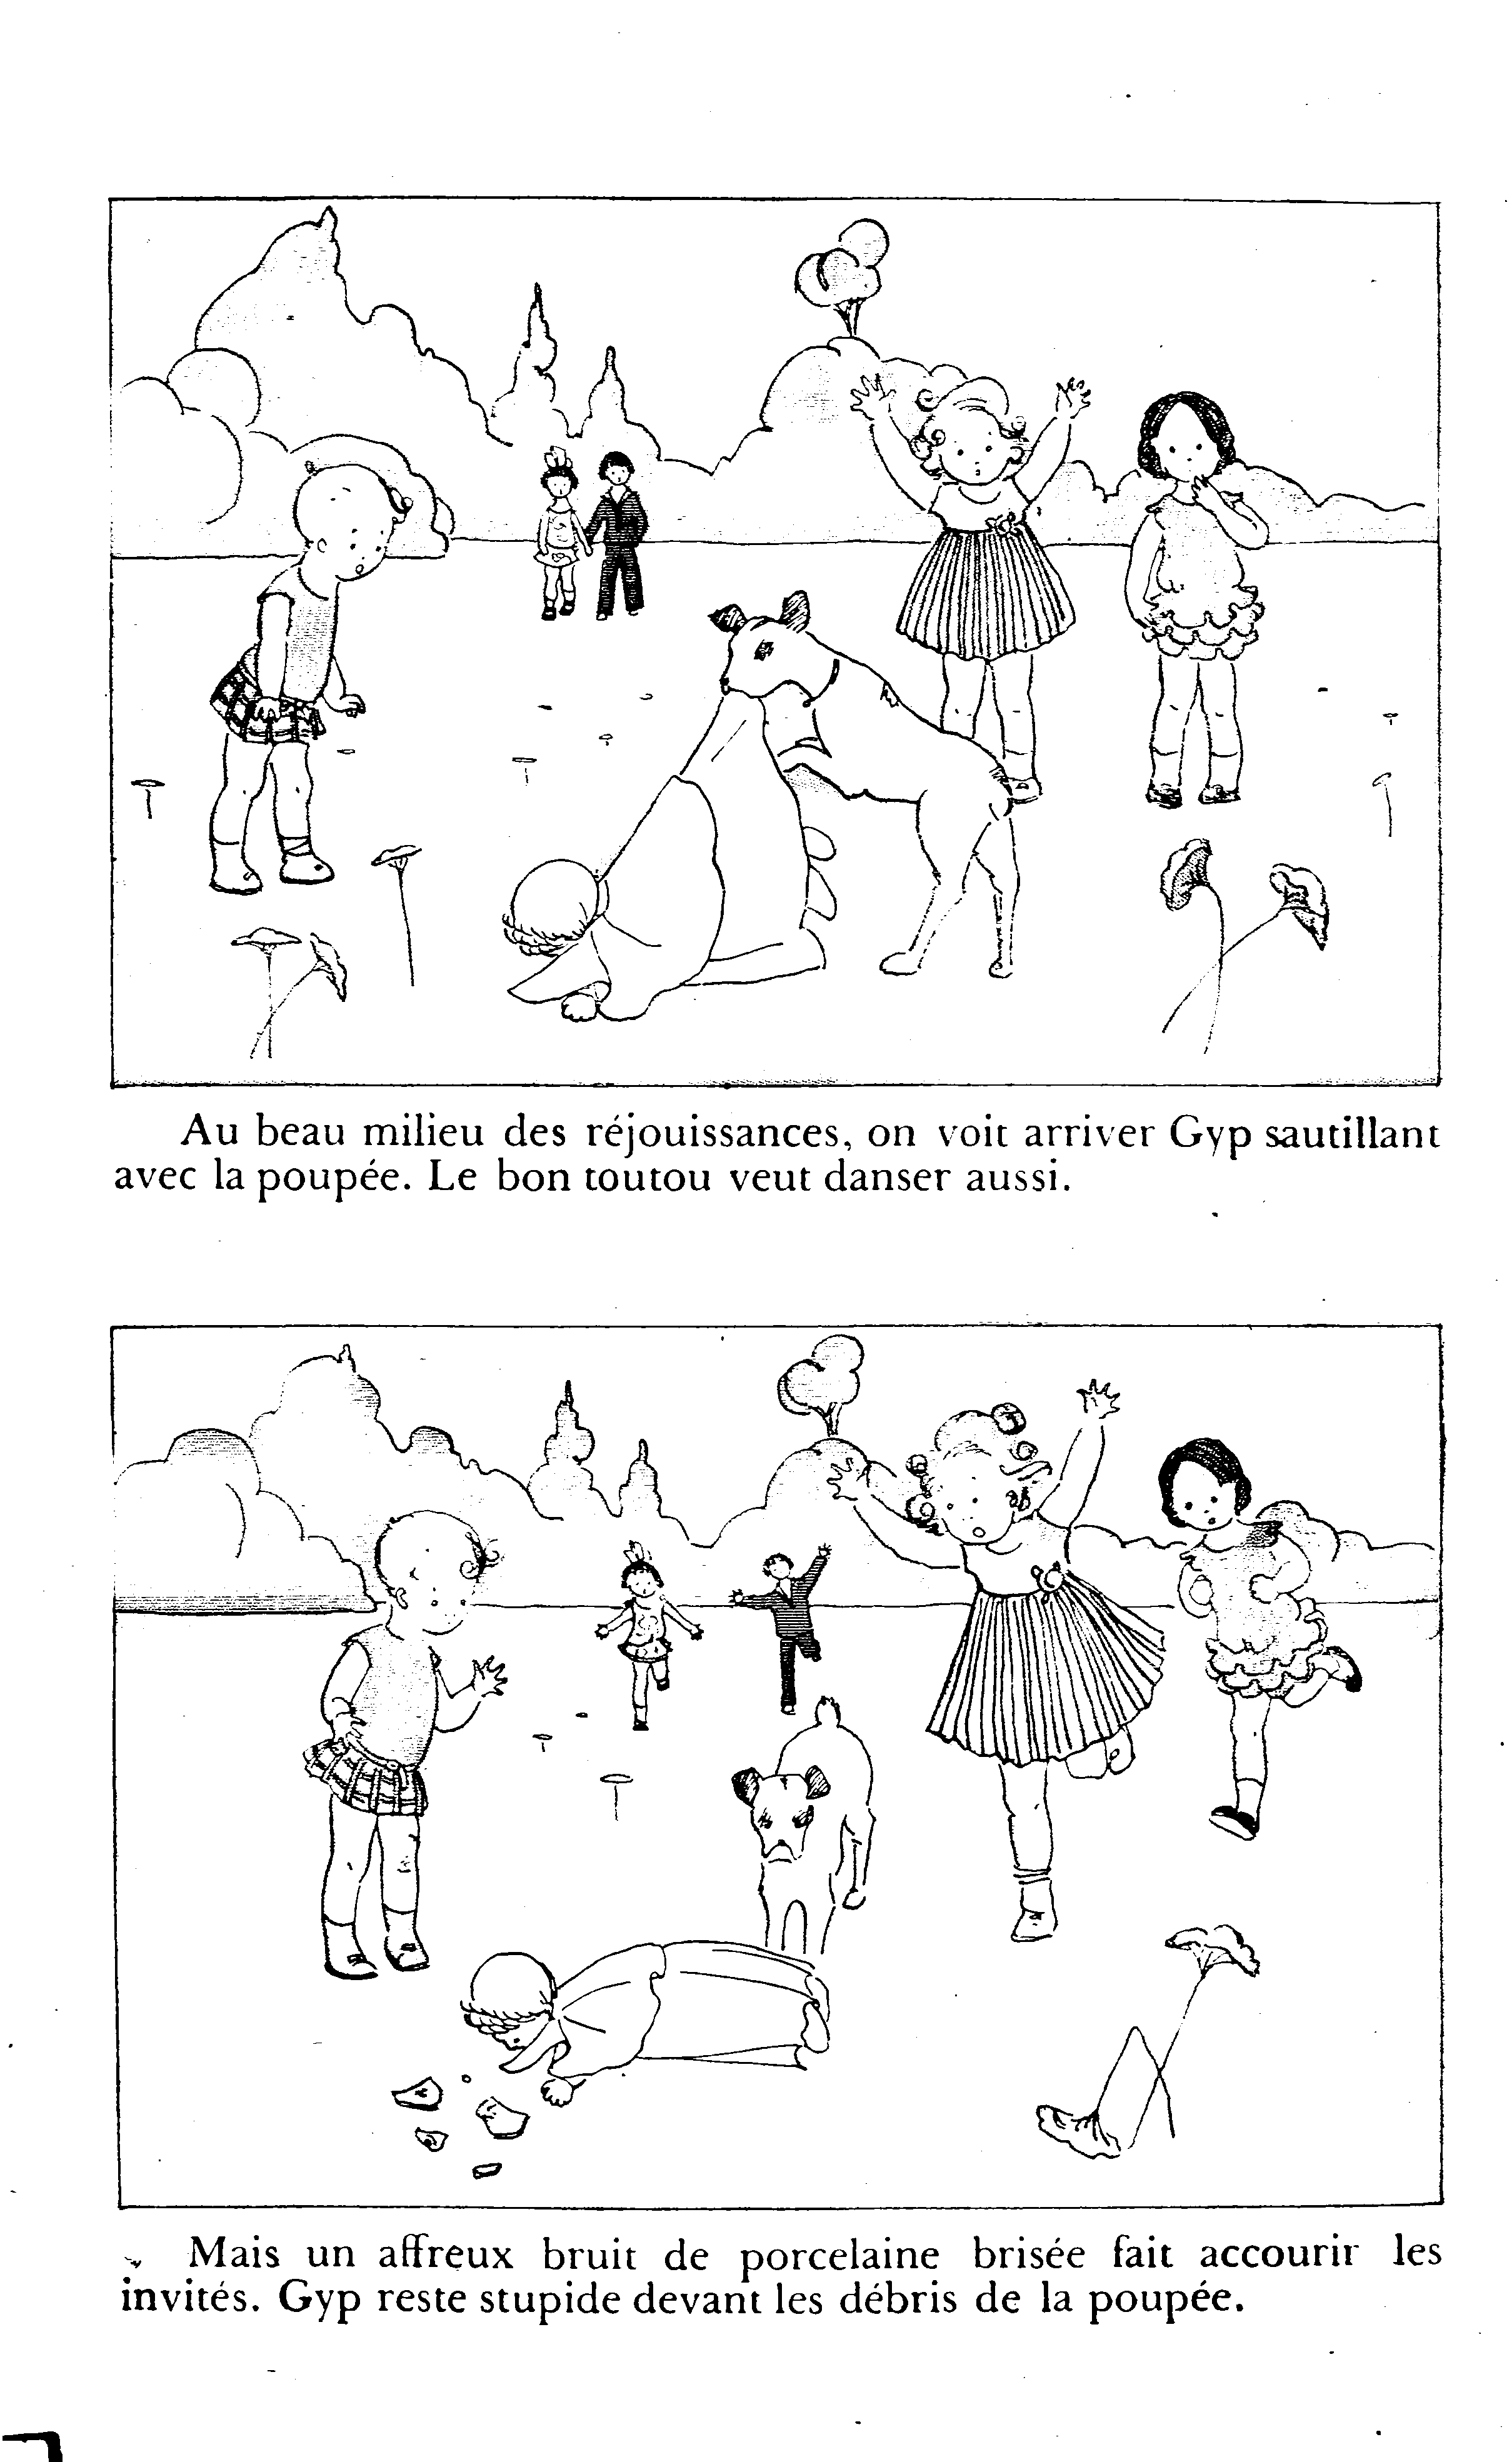 Au beau milieu des réjouissances, on voit arriver Gyp sautillant
avec la poupée. Le bon toutou veut danser aussi.
Mais un affreux bruit de porcelaine brisée fait accourir les
invités. Gyp reste stupide devant les débris de la poupée.